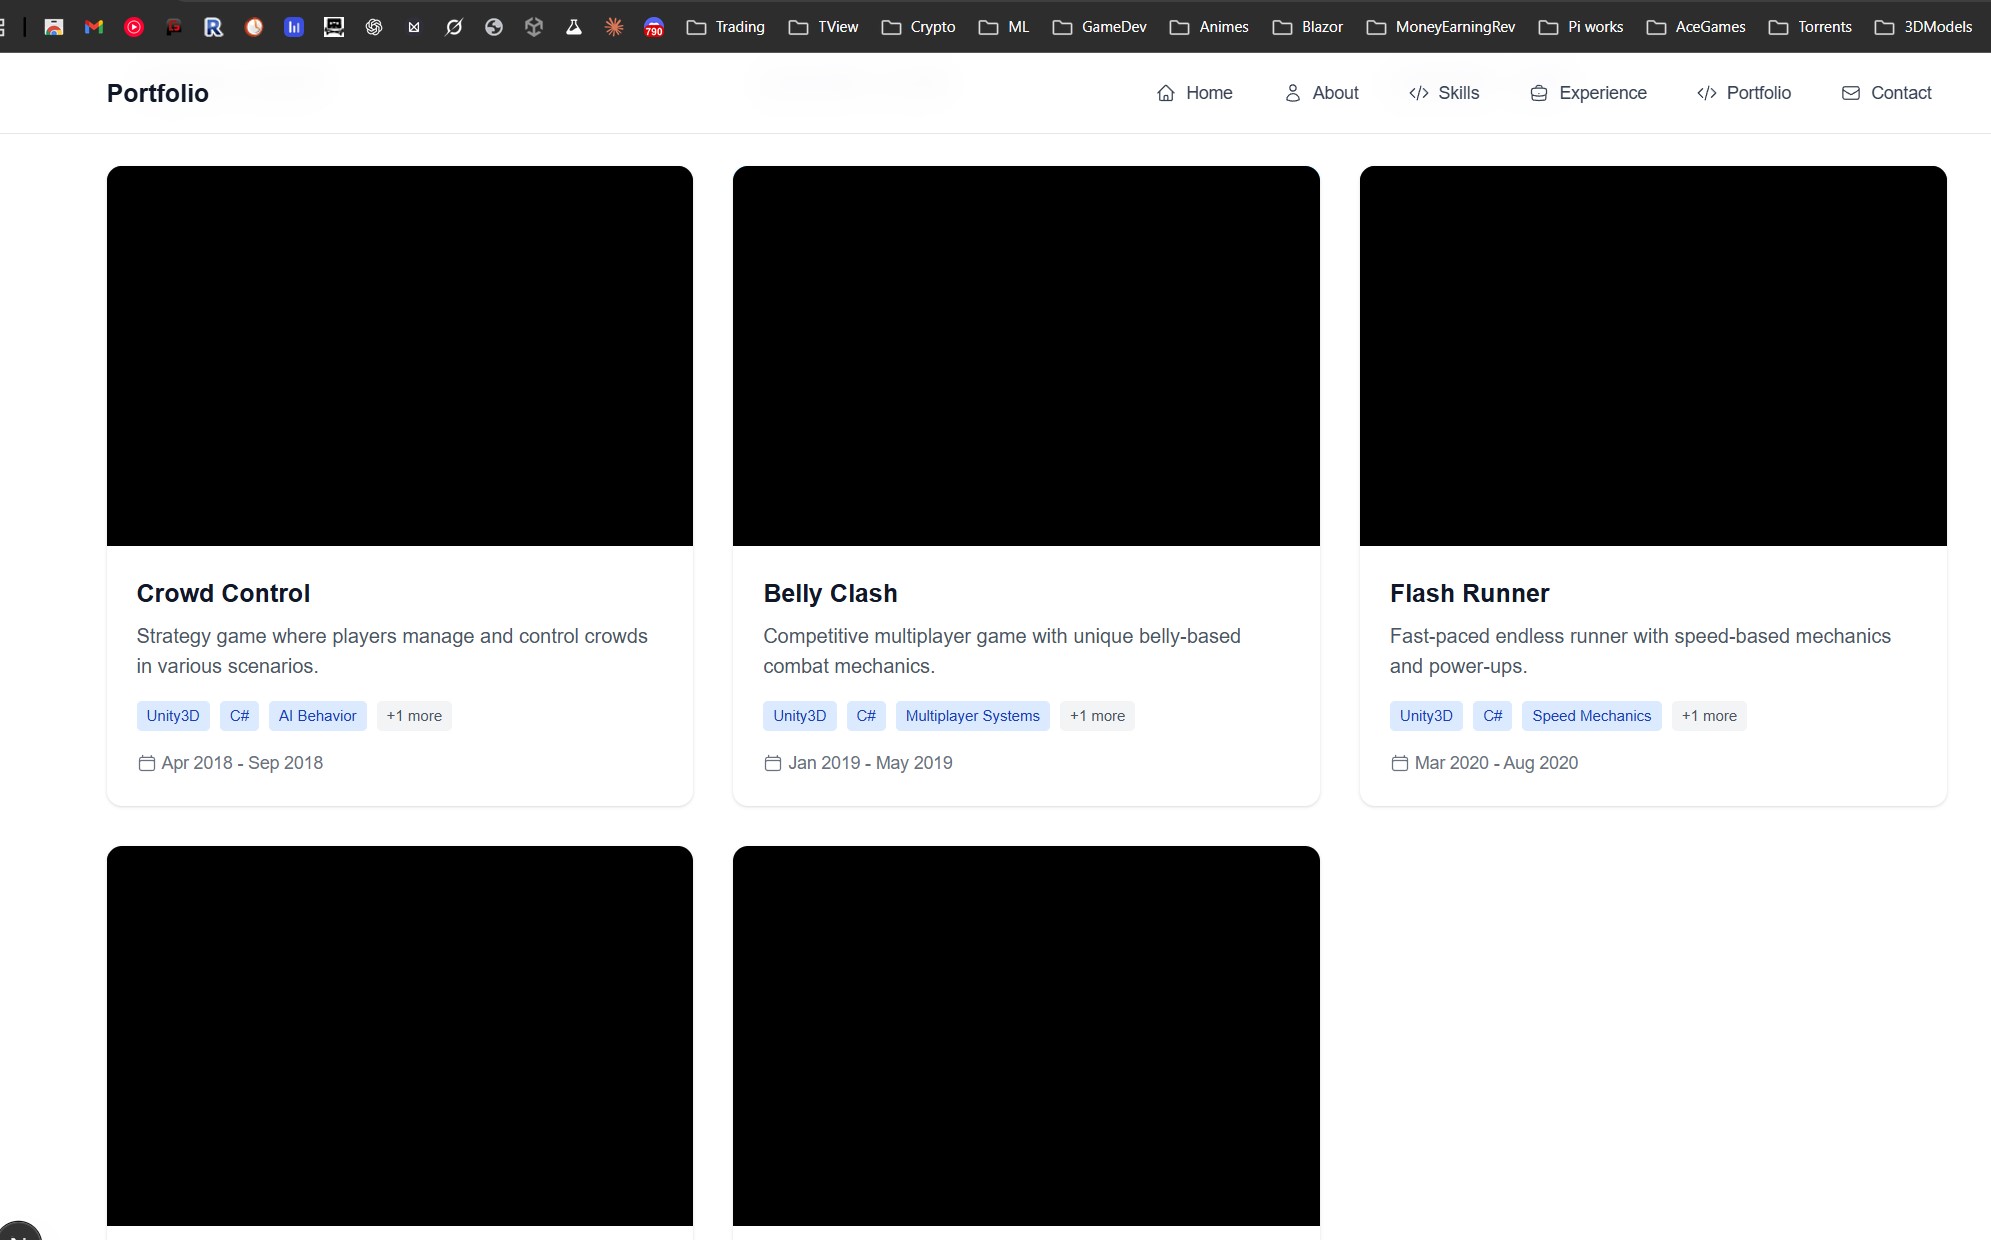 790 Trading TView Crypto ML GameDev Animes Blazor MoneyEarningRev Pi works AceGames Torrents 3DModels
Portfolio Home About Skills Experience Portfolio Contact
Crowd Control
Strategy game where players manage and control crowds
in various scenarios.
Unity3D C# AI Behavior +1 more
Apr 2018 - Sep 2018
Belly Clash
Competitive multiplayer game with unique belly-based
combat mechanics.
Unity3D C# Multiplayer Systems +1 more
Jan 2019 - May 2019
Flash Runner
Fast-paced endless runner with speed-based mechanics
and power-ups.
Unity3D C# Speed Mechanics +1 more
Mar 2020 - Aug 2020